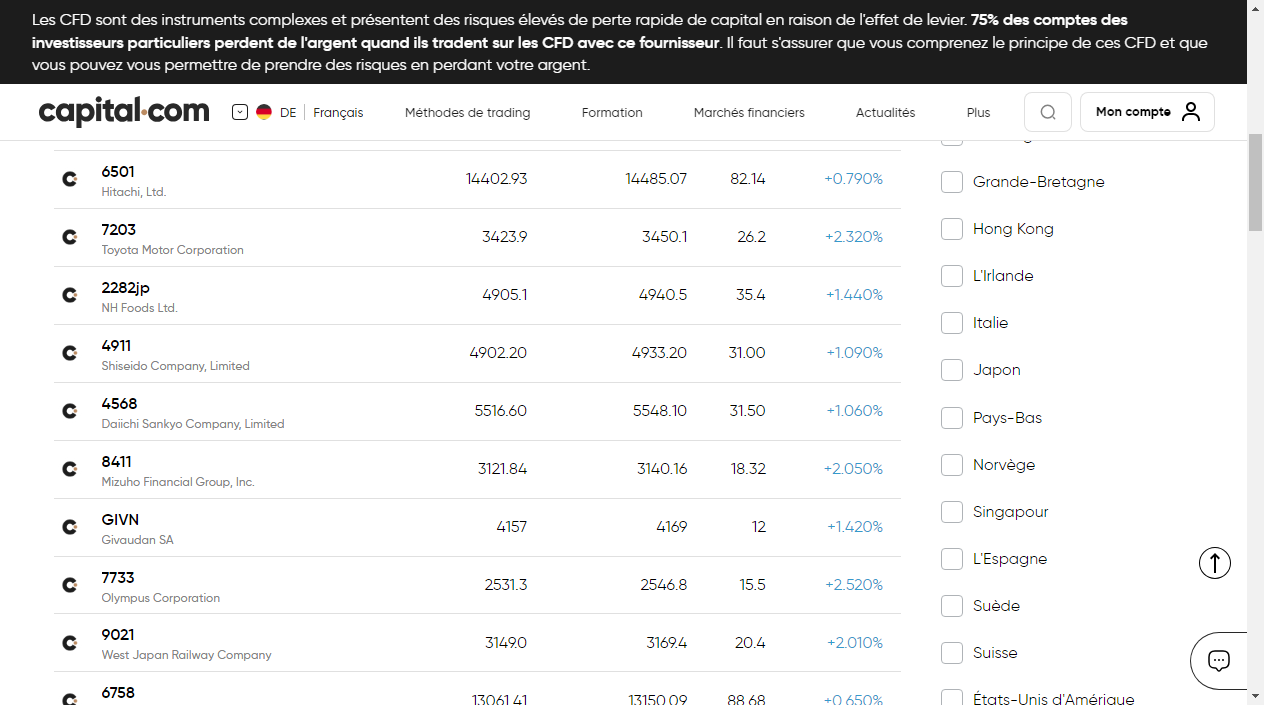 Les CFD sont des instruments complexes et présentent des risques élevés de perte rapide de capital en raison de l'effet de levier. 75% des comptes des
investisseurs particuliers perdent de l'argent quand ils tradent sur les CFD avec ce fournisseur. Il faut s'assurer que vous comprenez le principe de ces CFD et que
vous pouvez vous permettre de prendre des risques en perdant votre argent.
capital.com DE Français Méthodes de trading Formation Marchés financiers Actualités Plus Mon compte
6501 14402.93 14485.07 82.14 +0.790%
Hitachi, Ltd.
7203 3423.9 3450.1 26.2 +2.320%
Toyota Motor Corporation
2282jp 4905.1 4940.5 35.4 +1.440%
NH Foods Ltd.
4911 4902.20 4933.20 31.00 +1.090%
Shiseido Company, Limited
4568 5516.60 5548.10 31.50 +1.060%
Daiichi Sankyo Company, Limited
8411 3121.84 3140.16 18.32 +2.050%
Mizuho Financial Group, Inc.
GIVN 4157 4169 12 +1.420%
Givaudan SA
7733 2531.3 2546.8 15.5 +2.520%
Olympus Corporation
9021 3149.0 3169.4 20.4 +2.010%
West Japan Railway Company
6758 13061.41 13150.09 88.68 +0.650%
Grande-Bretagne
Hong Kong
L'Irlande
Italie
Japon
Pays-Bas
Norvège
Singapour
L'Espagne
Suède
Suisse
États-Unis d'Amérique